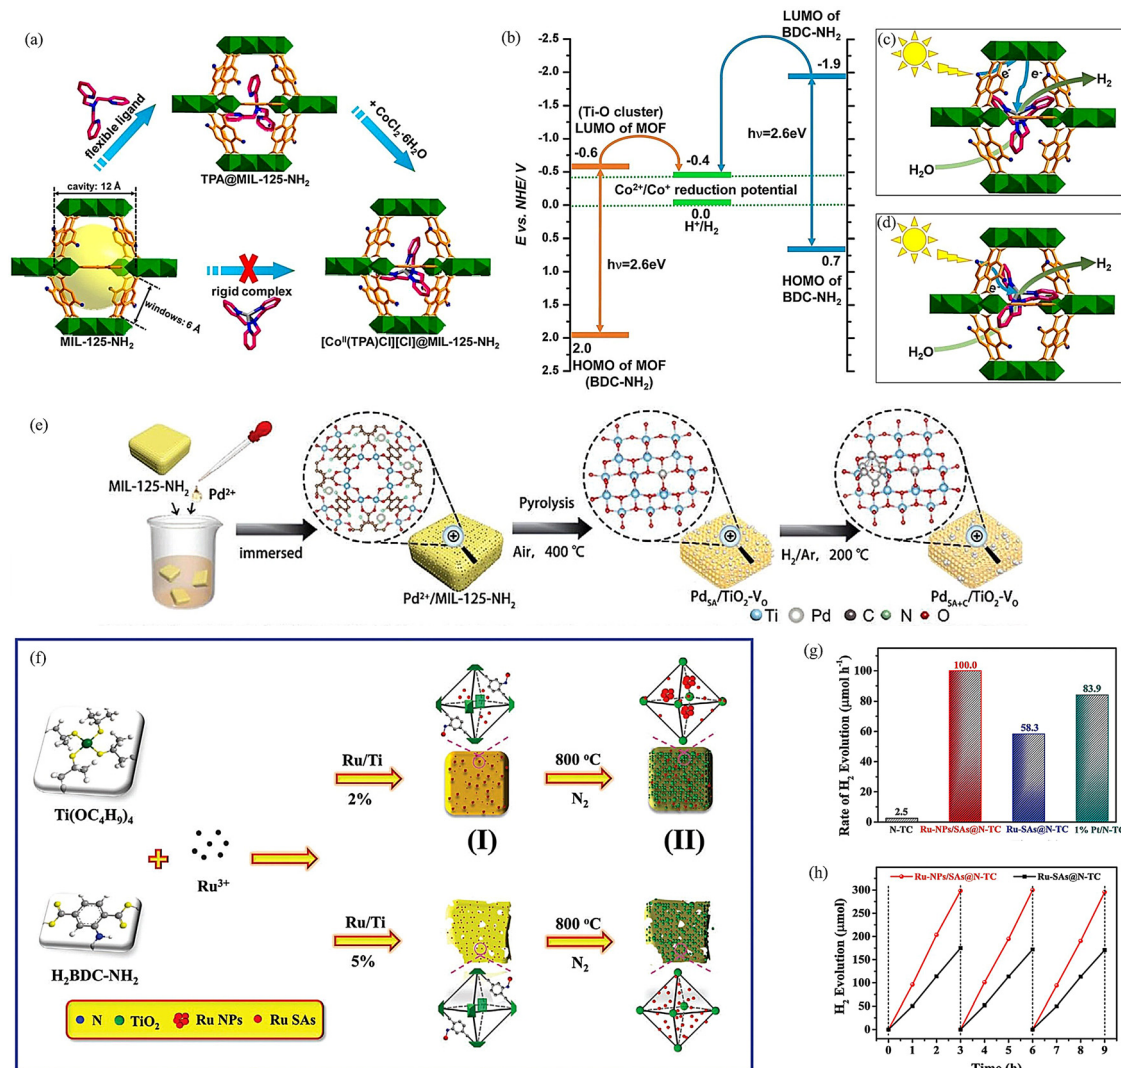 (a)
flexible ligand
+ CoCl₂·6H₂O
TPA@MIL-125-NH₂
cavity: 12 Å
rigid complex
windows: 6 Å
MIL-125-NH₂
[Coᴵᴵ(TPA)Cl][Cl]@MIL-125-NH₂
(b)
E vs. NHE/ V
-2.5
-2.0
-1.5
-1.0
-0.5
0.0
0.5
1.0
1.5
2.0
2.5
LUMO of
BDC-NH₂
-1.9
(Ti-O cluster)
LUMO of MOF
-0.6
-0.4
hν=2.6eV
Co²⁺/Co⁺ reduction potential
0.0
H⁺/H₂
hν=2.6eV
0.7
HOMO of
BDC-NH₂
2.0
HOMO of MOF
(BDC-NH₂)
(c)
e⁻
e⁻
H₂
H₂O
(d)
H₂
e⁻
H₂O
(e)
MIL-125-NH₂
Pd²⁺
immersed
Pd²⁺/MIL-125-NH₂
Pyrolysis
Air, 400 ℃
Pd_SA/TiO₂-V_O
H₂/Ar, 200 ℃
Pd_SA+C/TiO₂-V_O
Ti Pd C N O
(f)
Ti(OC₄H₉)₄
Ru³⁺
H₂BDC-NH₂
Ru/Ti
2%
(I)
800 °C
N₂
(II)
Ru/Ti
5%
800 °C
N₂
N TiO₂ Ru NPs Ru SAs
(g)
Rate of H₂ Evolution (μmol h⁻¹)
100
80
60
40
20
0
2.5
100.0
58.3
83.9
N-TC Ru-NPs/SAs@N-TC Ru-SAs@N-TC 1% Pt/N-TC
(h)
Ru-NPs/SAs@N-TC Ru-SAs@N-TC
H₂ Evolution (μmol)
300
250
200
150
100
50
0
0 1 2 3 4 5 6 7 8 9
Time (h)